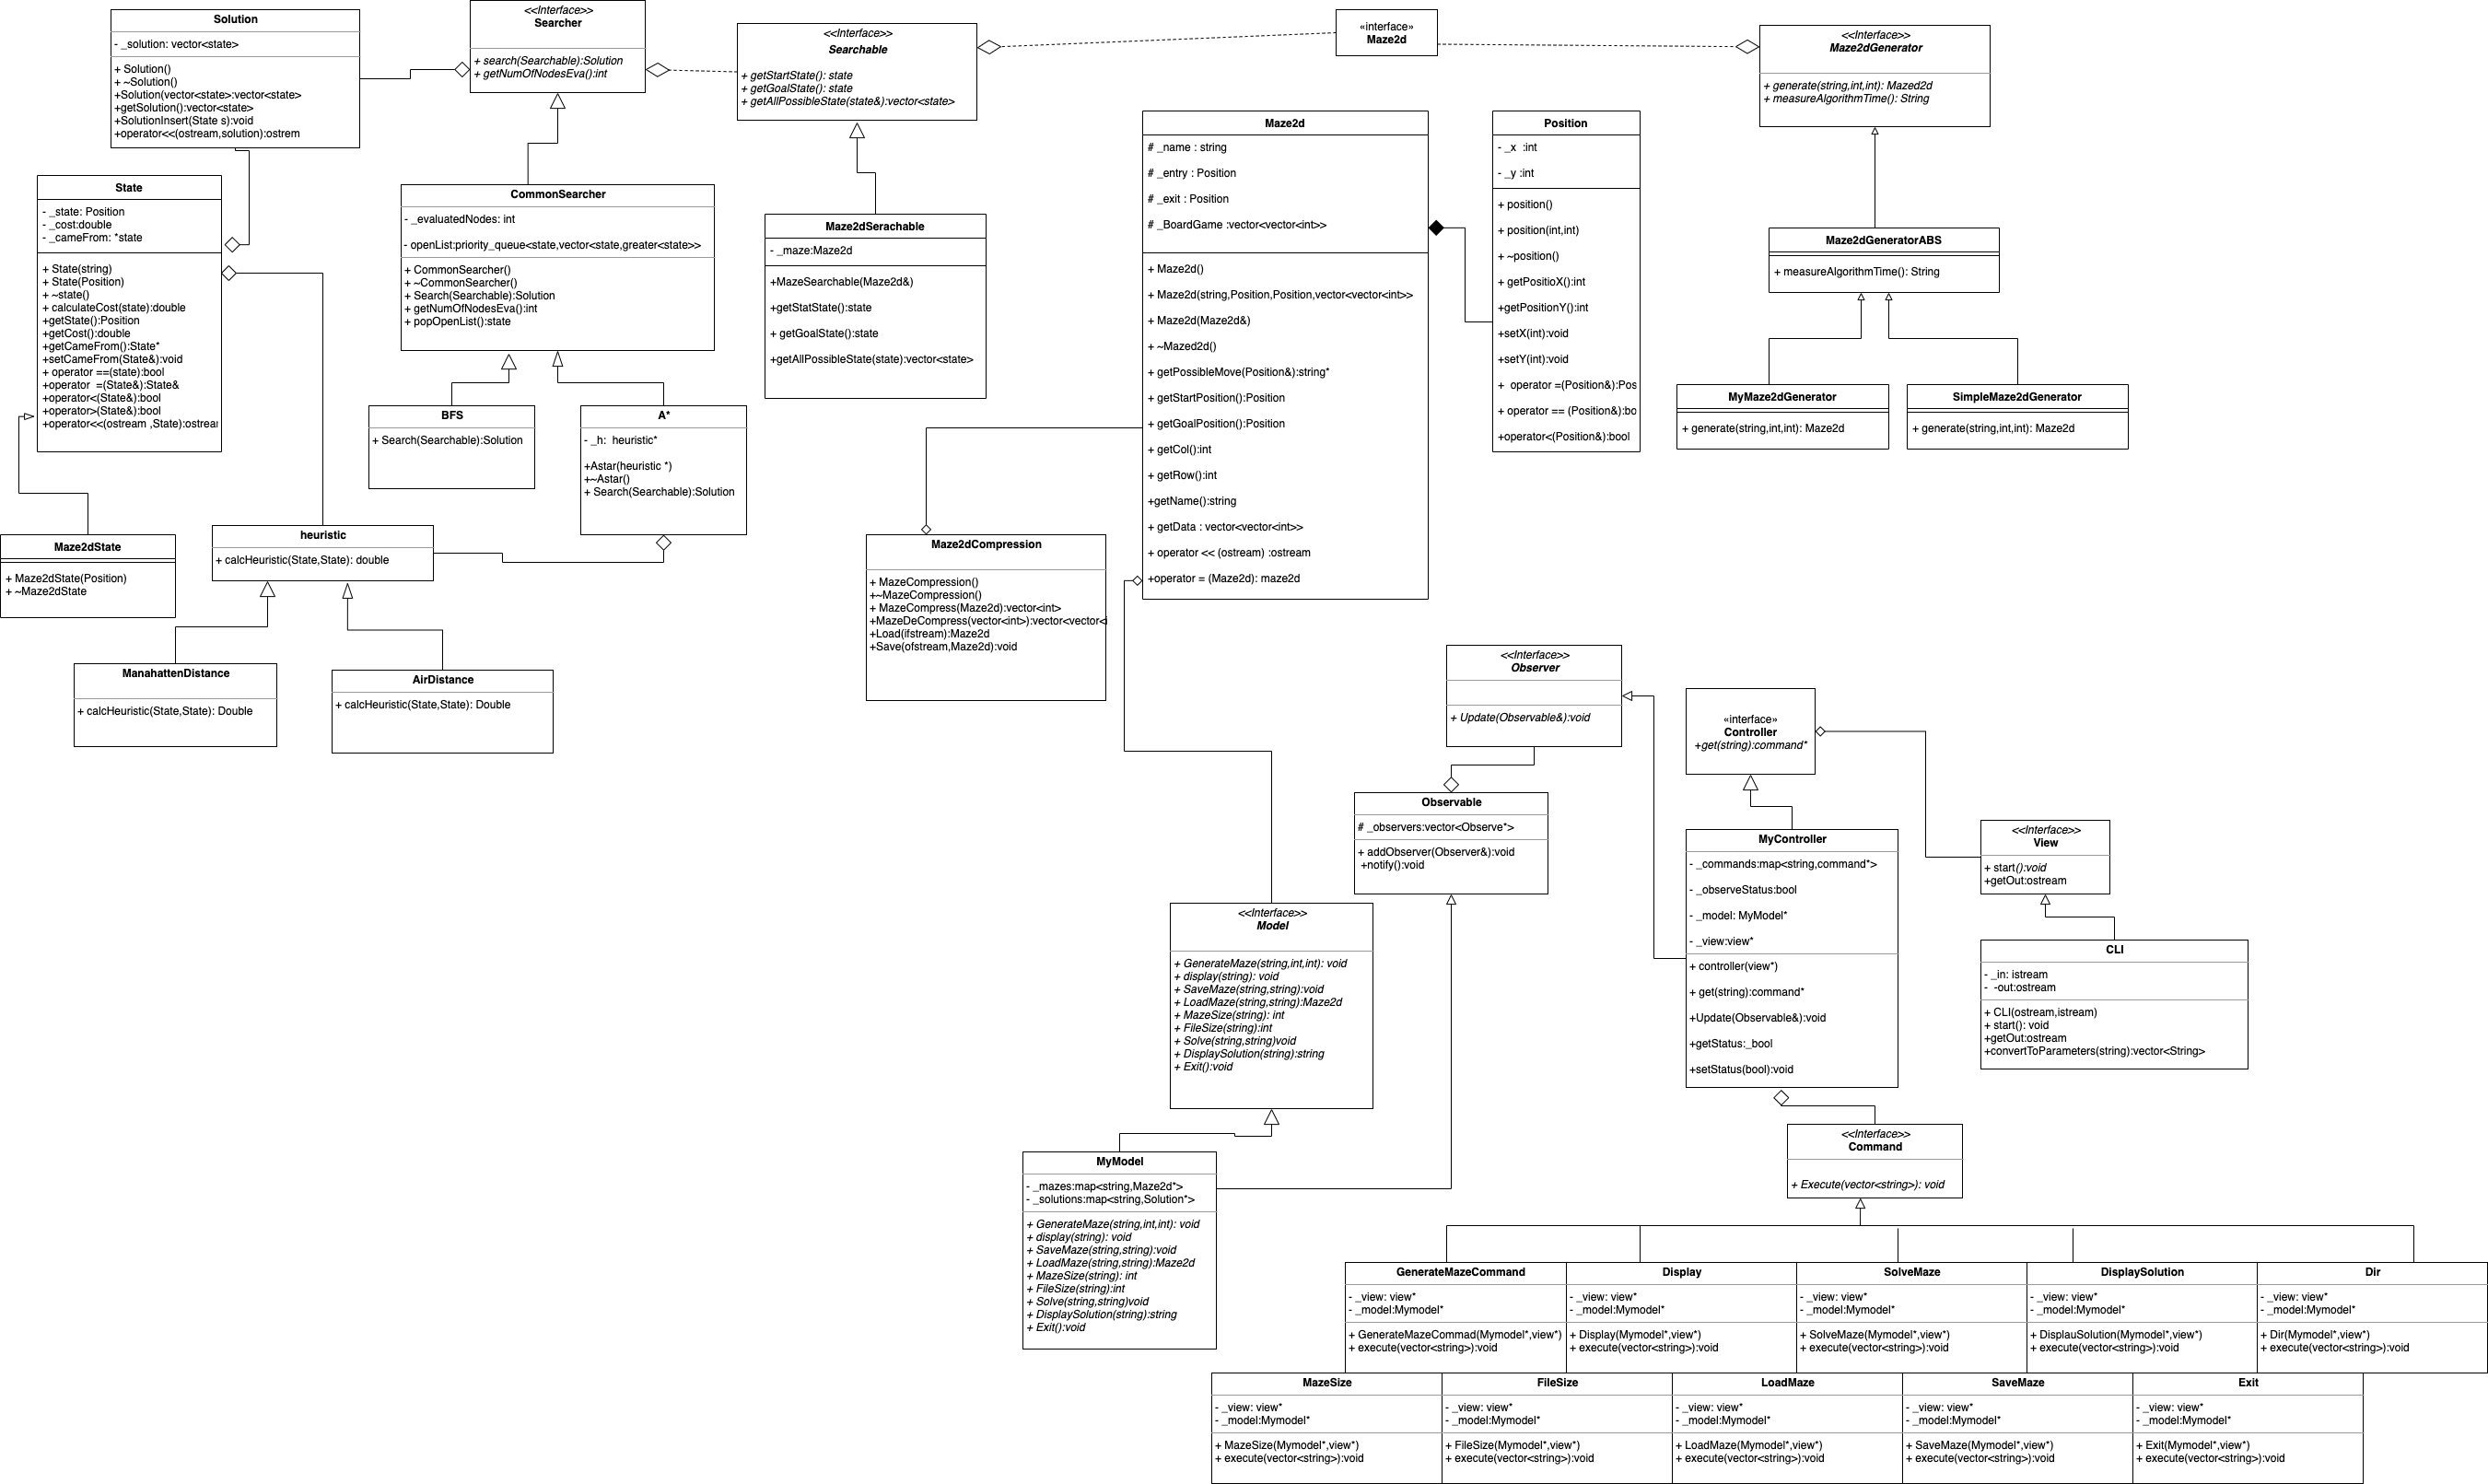 Solution
- _solution: vector<state>
+ Solution()
+ ~Solution()
+Solution(vector<state>:vector<state>
+getSolution():vector<state>
+SolutionInsert(State s):void
+operator<<(ostream,solution):ostrem
<<Interface>>
Searcher
+ search(Searchable):Solution
+ getNumOfNodesEva():int
<<Interface>>
Searchable
+ getStartState(): state
+ getGoalState(): state
+ getAllPossibleState(state&):vector<state>
«interface»
Maze2d
<<Interface>>
Maze2dGenerator
+ generate(string,int,int): Mazed2d
+ measureAlgorithmTime(): String
State
- _state: Position
- _cost:double
- _cameFrom: *state
+ State(string)
+ State(Position)
+ ~state()
+ calculateCost(state):double
+getState():Position
+getCost():double
+getCameFrom():State*
+setCameFrom(State&):void
+ operator ==(state):bool
+operator =(State&):State&
+operator<(State&):bool
+operator>(State&):bool
+operator<<(ostream ,State):ostrear
CommonSearcher
- _evaluatedNodes: int
- openList:priority_queue<state,vector<state,greater<state>>
+ CommonSearcher()
+ ~CommonSearcher()
+ Search(Searchable):Solution
+ getNumOfNodesEva():int
+ popOpenList():state
Maze2dSerachable
- _maze:Maze2d
+MazeSearchable(Maze2d&)
+getStatState():state
+ getGoalState():state
+getAllPossibleState(state):vector<state>
Maze2d
# _name : string
# _entry : Position
# _exit : Position
# _BoardGame :vector<vector<int>>
+ Maze2d()
+ Maze2d(string,Position,Position,vector<vector<int>>
+ Maze2d(Maze2d&)
+ ~Mazed2d()
+ getPossibleMove(Position&):string*
+ getStartPosition():Position
+ getGoalPosition():Position
+ getCol():int
+ getRow():int
+getName():string
+ getData : vector<vector<int>>
+ operator << (ostream) :ostream
+operator = (Maze2d): maze2d
Position
- _x :int
- _y :int
+ position()
+ position(int,int)
+ ~position()
+ getPositioX():int
+getPositionY():int
+setX(int):void
+setY(int):void
+ operator =(Position&):Pos
+ operator == (Position&):bo
+operator<(Position&):bool
Maze2dGeneratorABS
+ measureAlgorithmTime(): String
MyMaze2dGenerator
+ generate(string,int,int): Maze2d
SimpleMaze2dGenerator
+ generate(string,int,int): Maze2d
BFS
+ Search(Searchable):Solution
A*
- _h: heuristic*
+Astar(heuristic *)
+~Astar()
+ Search(Searchable):Solution
Maze2dState
+ Maze2dState(Position)
+ ~Maze2dState
heuristic
+ calcHeuristic(State,State): double
ManahattenDistance
+ calcHeuristic(State,State): Double
AirDistance
+ calcHeuristic(State,State): Double
Maze2dCompression
+ MazeCompression()
+~MazeCompression()
+ MazeCompress(Maze2d):vector<int>
+MazeDeCompress(vector<int>):vector<vector<i
+Load(ifstream):Maze2d
+Save(ofstream,Maze2d):void
<<Interface>>
Observer
+ Update(Observable&):void
«interface»
Controller
+get(string):command*
Observable
# _observers:vector<Observe*>
+ addObserver(Observer&):void
+notify():void
MyController
- _commands:map<string,command*>
- _observeStatus:bool
- _model: MyModel*
- _view:view*
+ controller(view*)
+ get(string):command*
+Update(Observable&):void
+getStatus:_bool
+setStatus(bool):void
<<Interface>>
View
+ start():void
+getOut:ostream
CLI
- _in: istream
- -out:ostream
+ CLI(ostream,istream)
+ start(): void
+getOut:ostream
+convertToParameters(string):vector<String>
<<Interface>>
Model
+ GenerateMaze(string,int,int): void
+ display(string): void
+ SaveMaze(string,string):void
+ LoadMaze(string,string):Maze2d
+ MazeSize(string): int
+ FileSize(string):int
+ Solve(string,string)void
+ DisplaySolution(string):string
+ Exit():void
MyModel
- _mazes:map<string,Maze2d*>
- _solutions:map<string,Solution*>
+ GenerateMaze(string,int,int): void
+ display(string): void
+ SaveMaze(string,string):void
+ LoadMaze(string,string):Maze2d
+ MazeSize(string): int
+ FileSize(string):int
+ Solve(string,string)void
+ DisplaySolution(string):string
+ Exit():void
<<Interface>>
Command
+ Execute(vector<string>): void
GenerateMazeCommand
- _view: view*
- _model:Mymodel*
+ GenerateMazeCommad(Mymodel*,view*)
+ execute(vector<string>):void
Display
- _view: view*
- _model:Mymodel*
+ Display(Mymodel*,view*)
+ execute(vector<string>):void
SolveMaze
- _view: view*
- _model:Mymodel*
+ SolveMaze(Mymodel*,view*)
+ execute(vector<string>):void
DisplaySolution
- _view: view*
- _model:Mymodel*
+ DisplauSolution(Mymodel*,view*)
+ execute(vector<string>):void
Dir
- _view: view*
- _model:Mymodel*
+ Dir(Mymodel*,view*)
+ execute(vector<string>):void
MazeSize
- _view: view*
- _model:Mymodel*
+ MazeSize(Mymodel*,view*)
+ execute(vector<string>):void
FileSize
- _view: view*
- _model:Mymodel*
+ FileSize(Mymodel*,view*)
+ execute(vector<string>):void
LoadMaze
- _view: view*
- _model:Mymodel*
+ LoadMaze(Mymodel*,view*)
+ execute(vector<string>):void
SaveMaze
- _view: view*
- _model:Mymodel*
+ SaveMaze(Mymodel*,view*)
+ execute(vector<string>):void
Exit
- _view: view*
- _model:Mymodel*
+ Exit(Mymodel*,view*)
+ execute(vector<string>):void